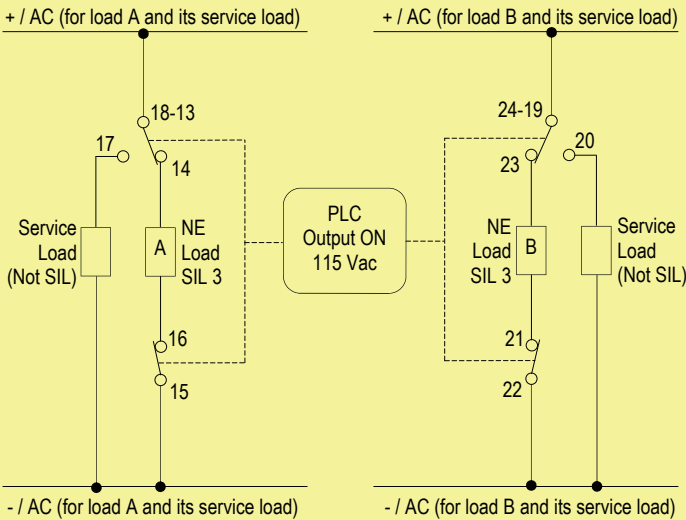 + / AC (for load A and its service load)
+ / AC (for load B and its service load)
18-13
24-19
17
14
23
20
Service
Load
(Not SIL)
A
NE
Load
SIL 3
PLC
Output ON
115 Vac
NE
Load
SIL 3
B
Service
Load
(Not SIL)
16
15
21
22
- / AC (for load A and its service load)
- / AC (for load B and its service load)